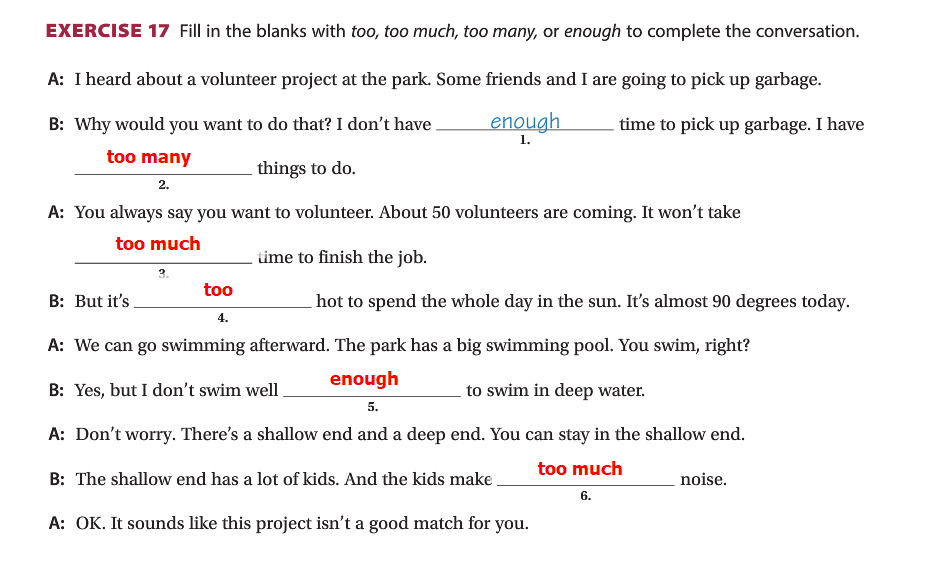 EXERCISE 17 Fill in the blanks with too, too much, too many, or enough to complete the conversation.
A: I heard about a volunteer project at the park. Some friends and I are going to pick up garbage.
B: Why would you want to do that? I don't have enough time to pick up garbage. I have
1.
too many things to do.
2.
A: You always say you want to volunteer. About 50 volunteers are coming. It won't take
too much time to finish the job.
3.
B: But it's too hot to spend the whole day in the sun. It's almost 90 degrees today.
4.
A: We can go swimming afterward. The park has a big swimming pool. You swim, right?
B: Yes, but I don't swim well enough to swim in deep water.
5.
A: Don't worry. There's a shallow end and a deep end. You can stay in the shallow end.
B: The shallow end has a lot of kids. And the kids make too much noise.
6.
A: OK. It sounds like this project isn't a good match for you.